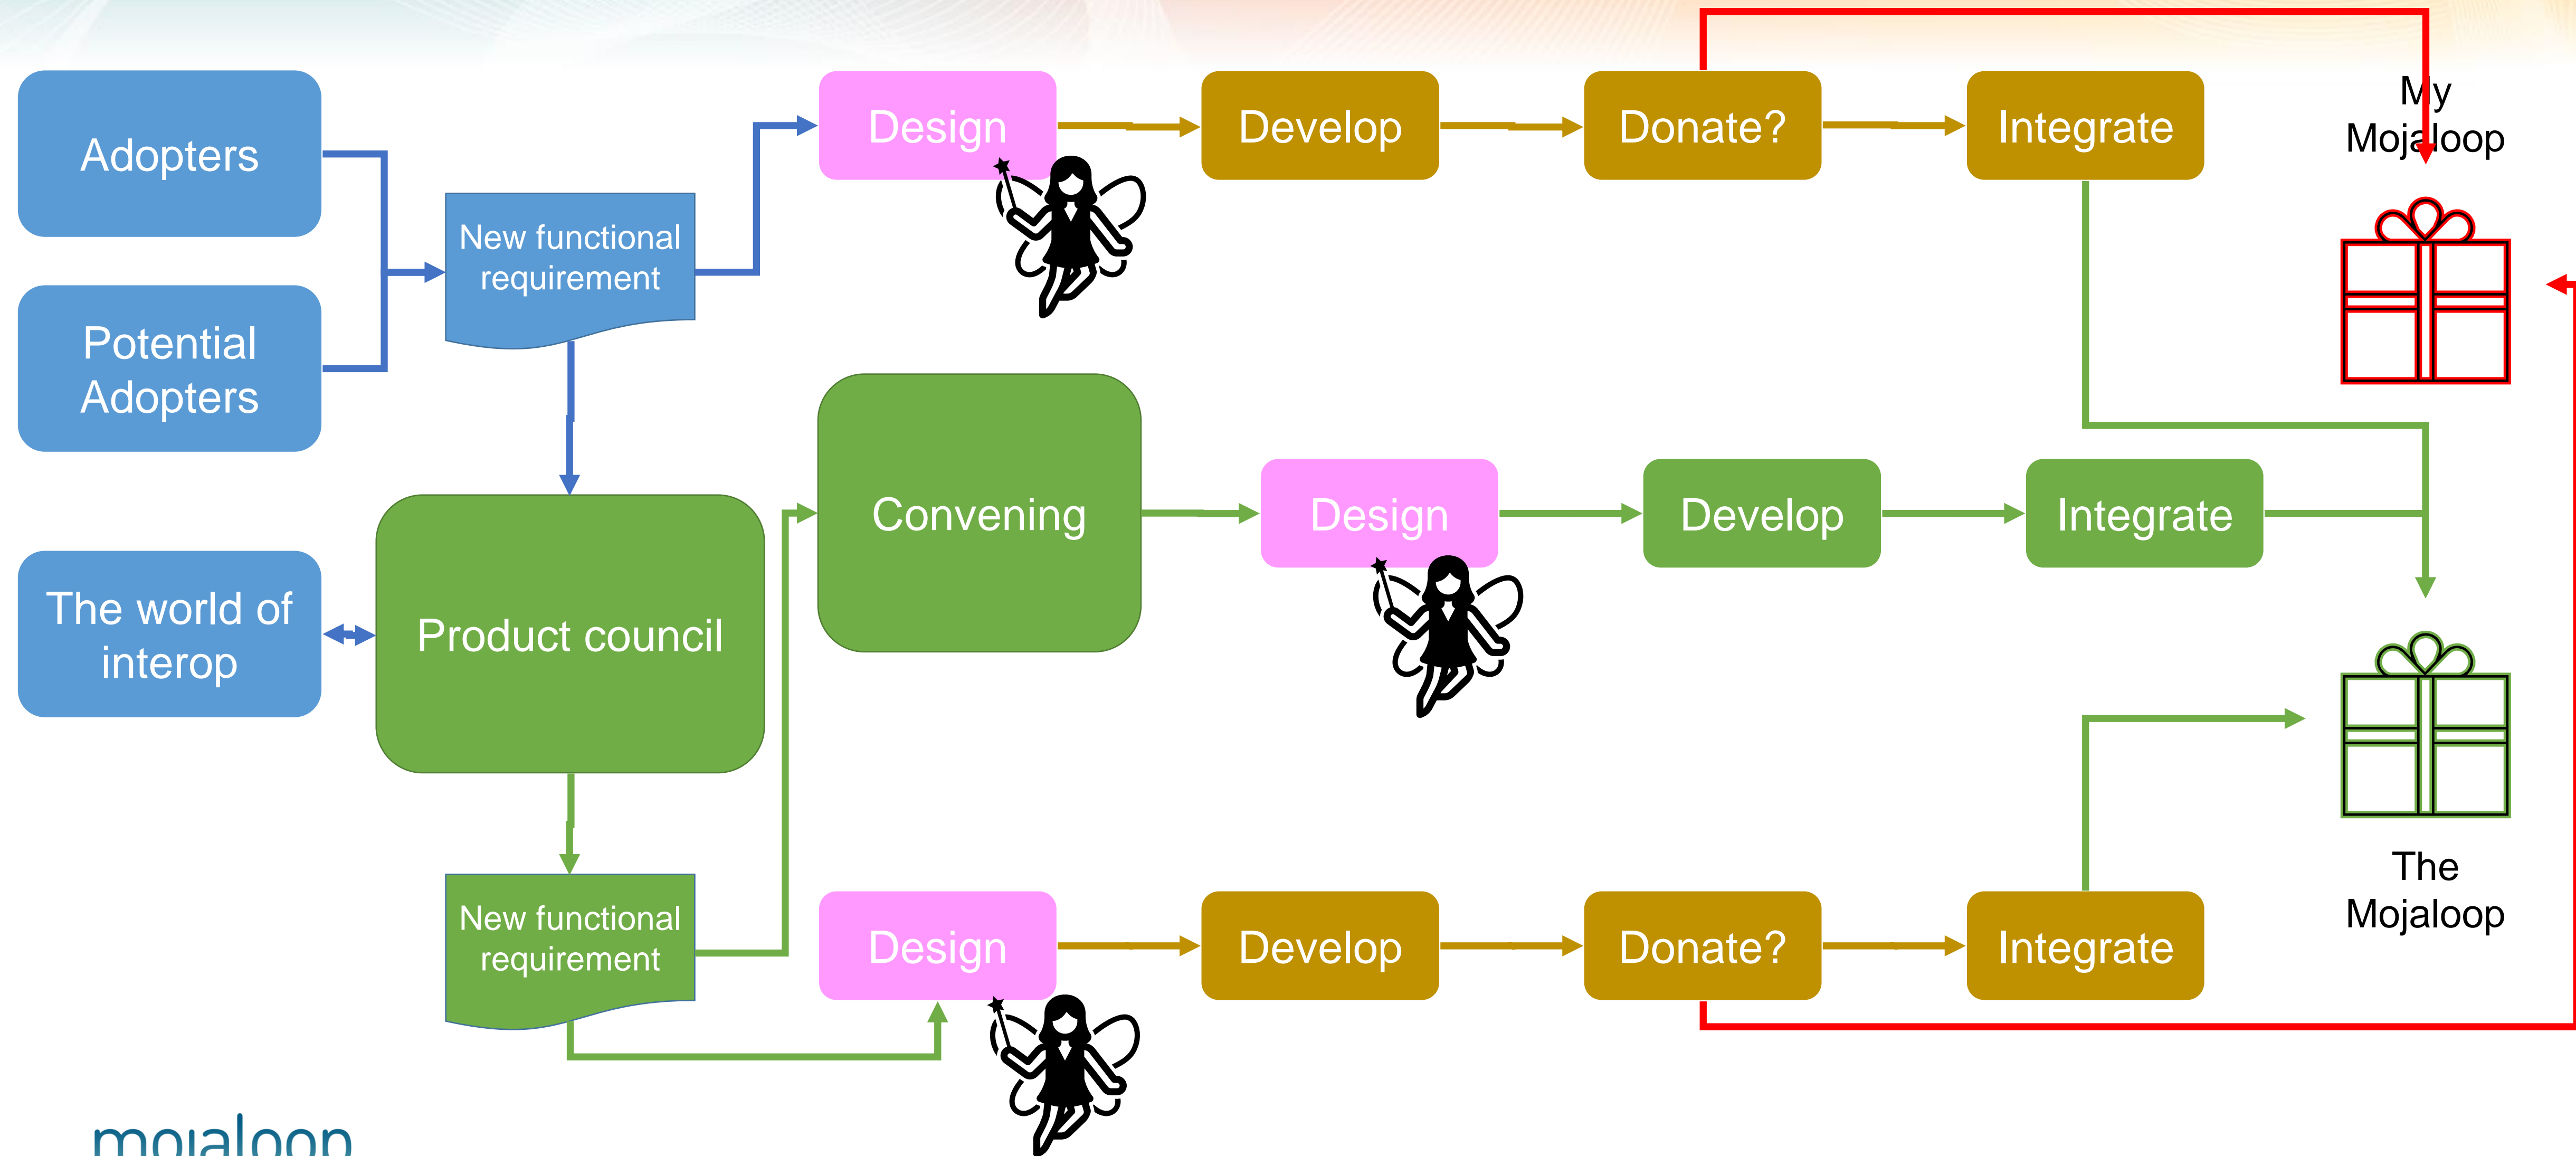 Adopters
Design
Develop
Donate?
Integrate
My
Mojaloop
New functional
requirement
Potential
Adopters
Convening
Design
Develop
Integrate
The world of
interop
Product council
The
Mojaloop
New functional
requirement
Design
Develop
Donate?
Integrate
mojaloop